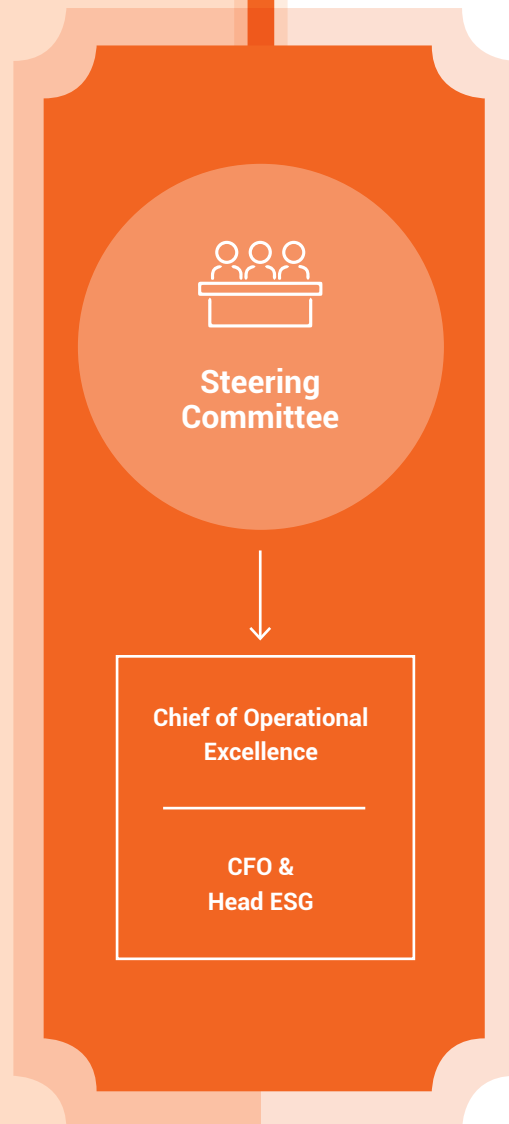 Steering
Committee
Chief of Operational
Excellence
CFO &
Head ESG